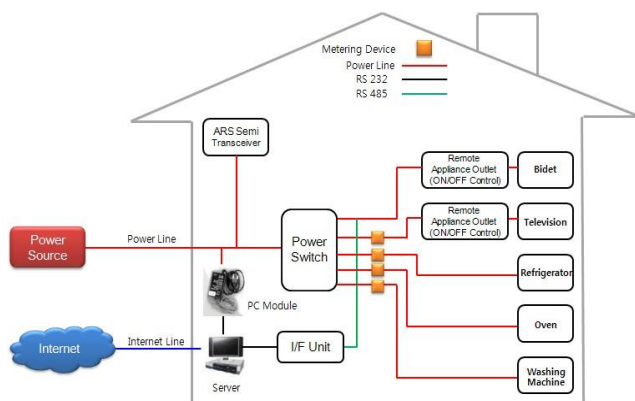 Metering Device
Power Line
RS 232
RS 485
ARS Semi
Transceiver
Remote
Appliance Outlet
(ON/OFF Control)
Bidet
Remote
Appliance Outlet
(ON/OFF Control)
Television
Power
Source
Power Line
Power
Switch
Refrigerator
PC Module
Oven
Internet
Internet Line
I/F Unit
Server
Washing
Machine